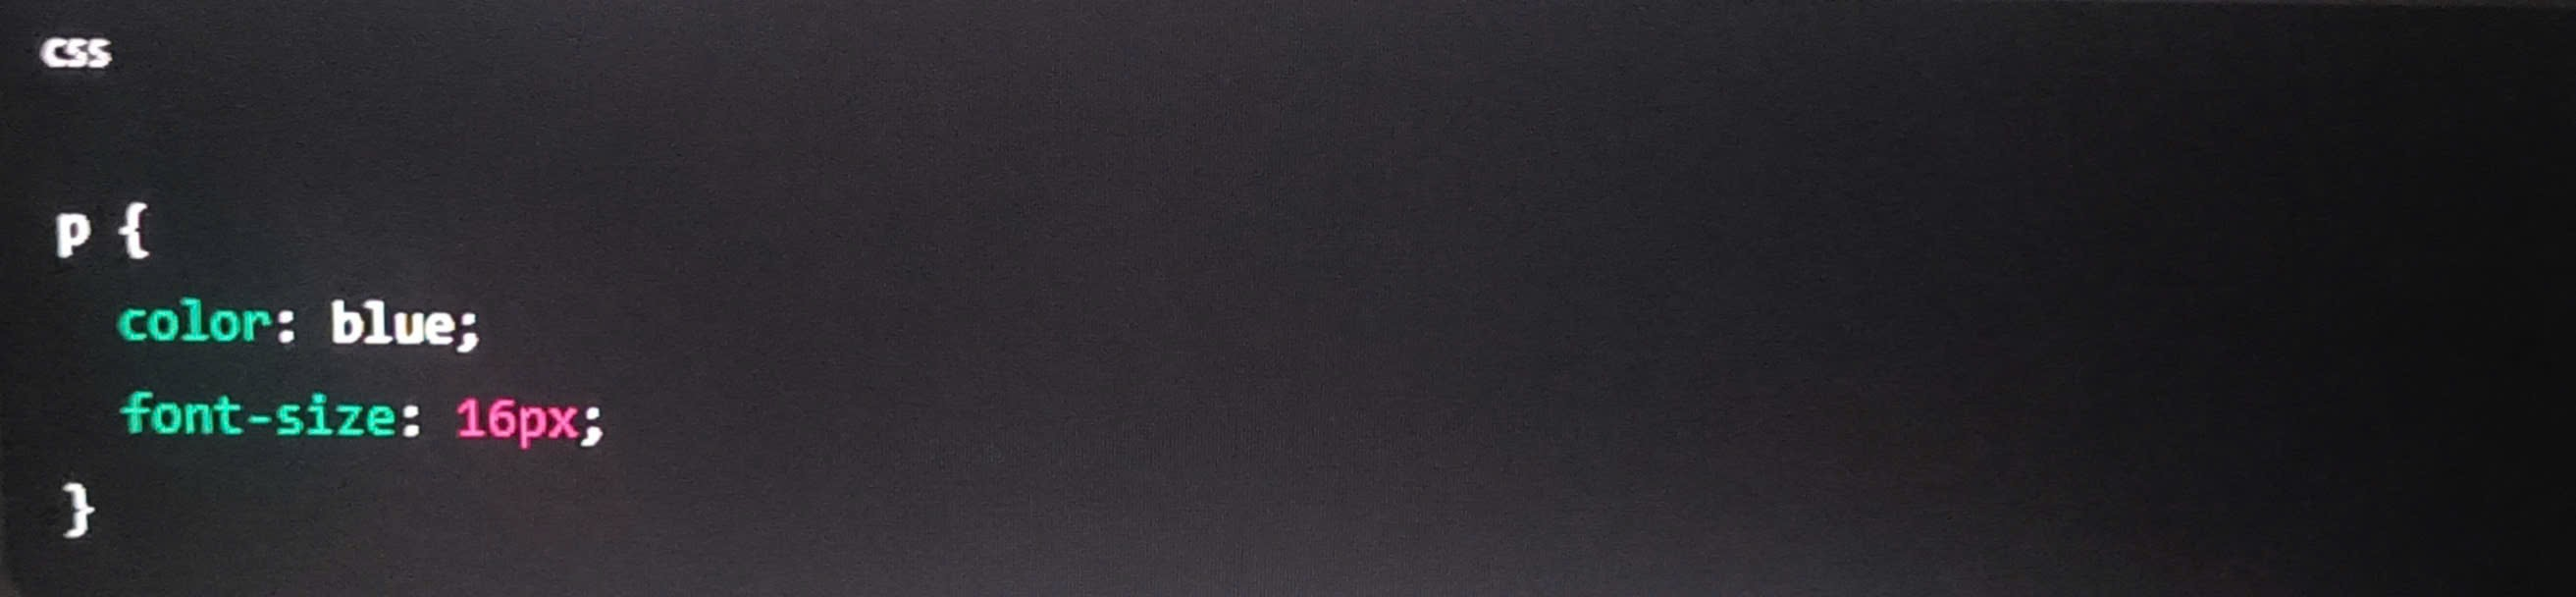 css
p {
  color: blue;
  font-size: 16px;
}